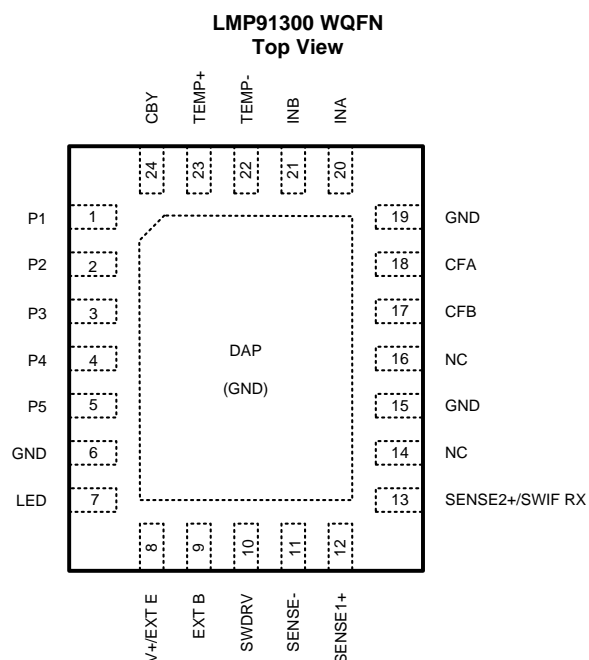 LMP91300 WQFN
Top View
CBY
TEMP+
TEMP-
INB
INA
24
23
22
21
20
P1 1
19 GND
P2 2
18 CFA
P3 3
17 CFB
P4 4
16 NC
P5 5
15 GND
GND 6
14 NC
LED 7
13 SENSE2+/SWIF RX
DAP
(GND)
8
9
10
11
12
V+/EXT E
EXT B
SWDRV
SENSE-
SENSE1+